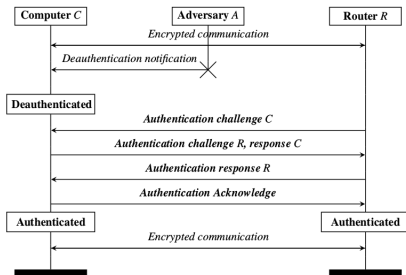 Computer C Adversary A Router R
Encrypted communication
Deauthentication notification
Deauthenticated
Authentication challenge C
Authentication challenge R, response C
Authentication response R
Authentication Acknowledge
Authenticated Authenticated
Encrypted communication